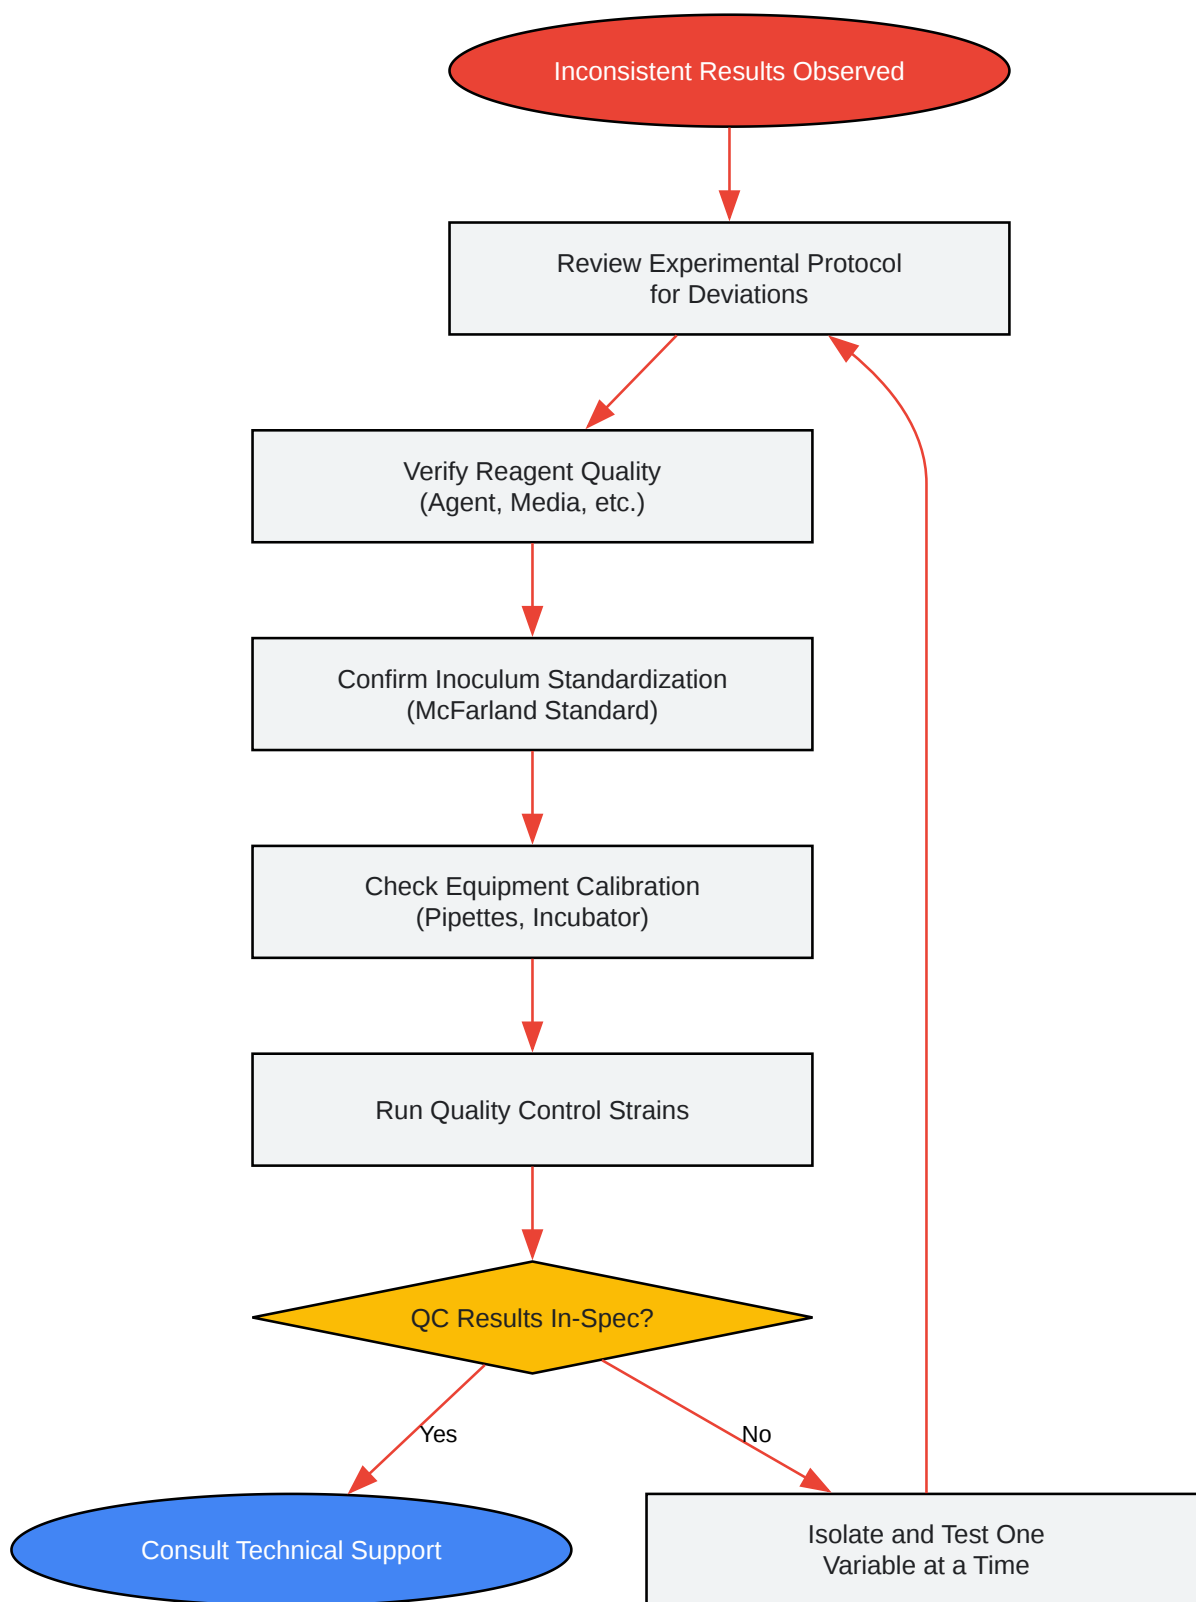 Inconsistent Results Observed
Review Experimental Protocol
for Deviations
Verify Reagent Quality
(Agent, Media, etc.)
Confirm Inoculum Standardization
(McFarland Standard)
Check Equipment Calibration
(Pipettes, Incubator)
Run Quality Control Strains
QC Results In-Spec?
Yes
No
Consult Technical Support
Isolate and Test One
Variable at a Time